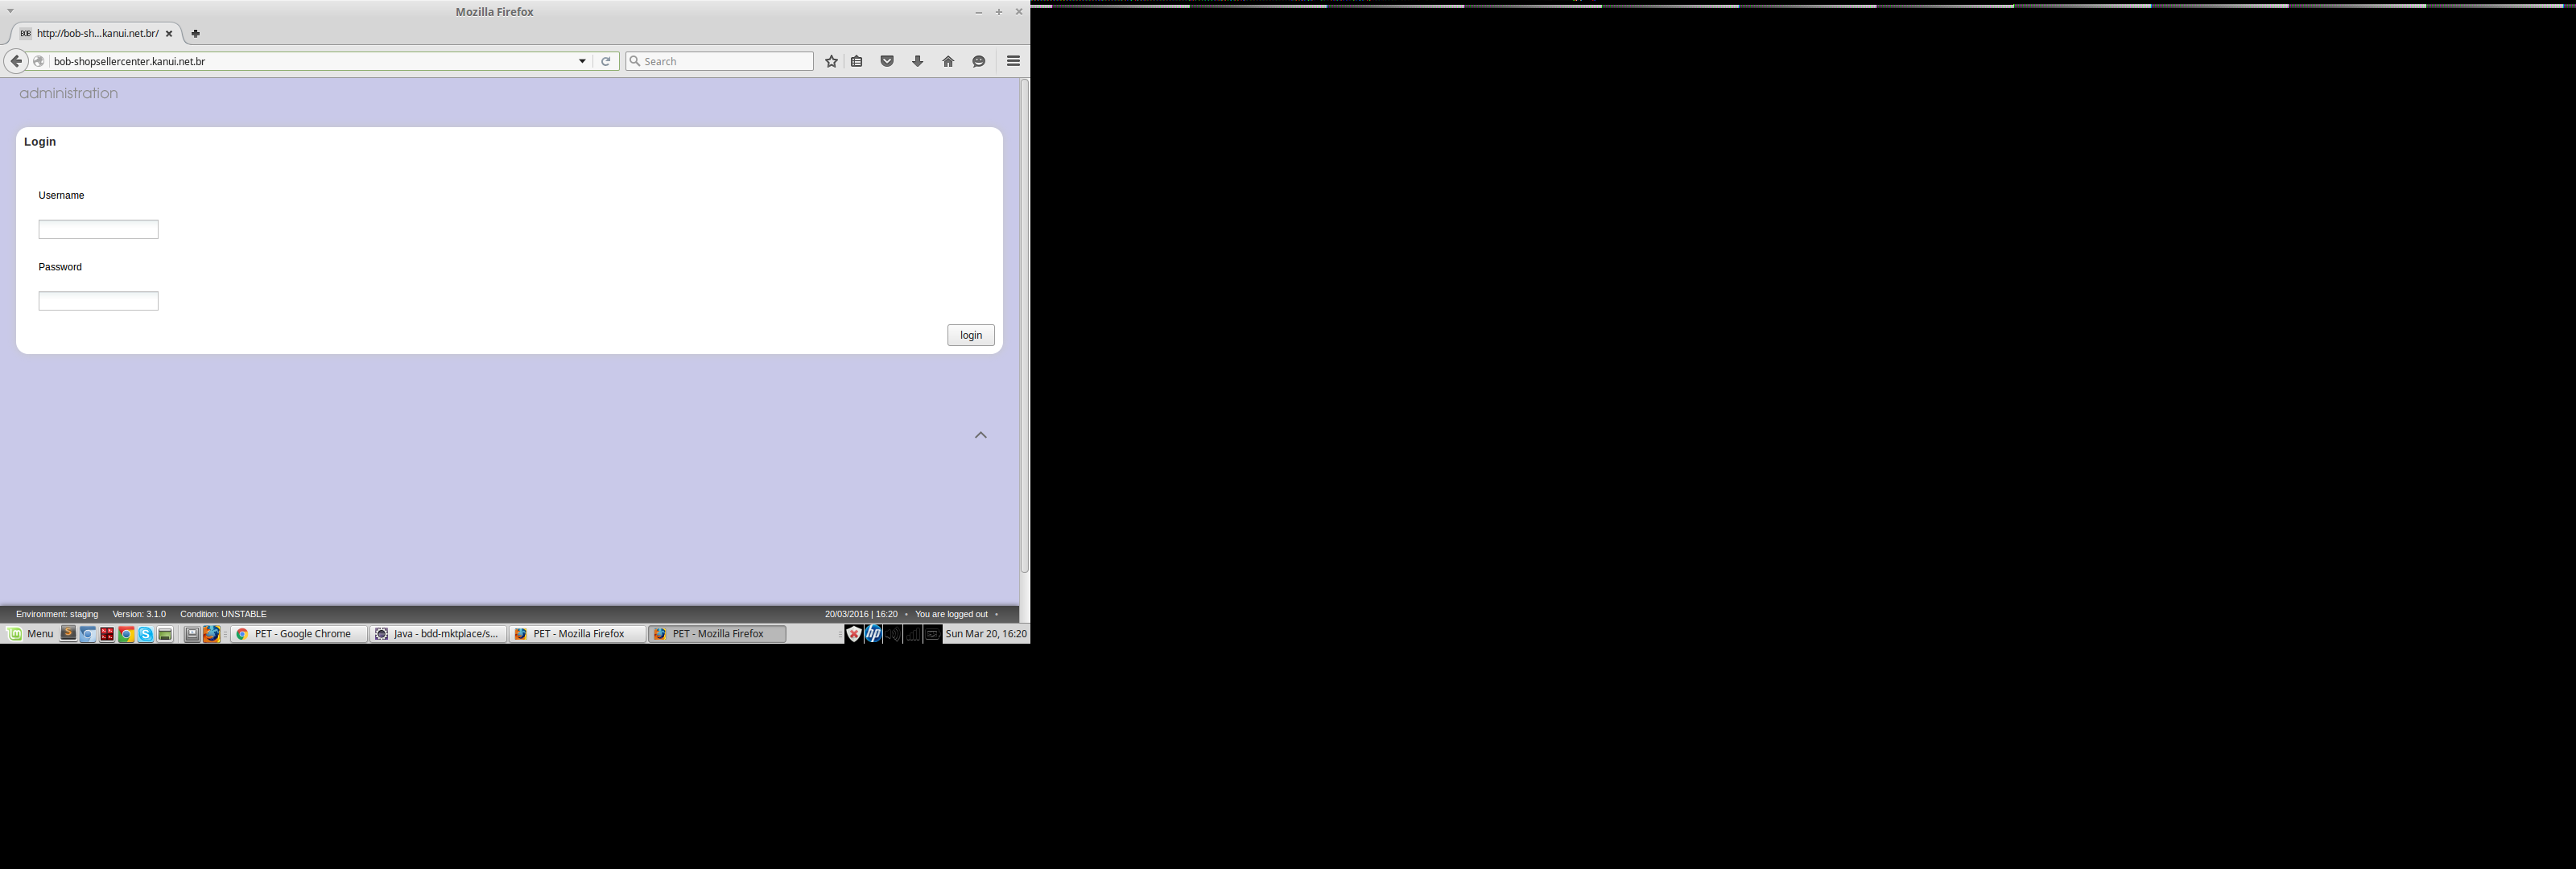 Mozilla Firefox
BOB http://bob-sh...kanui.net.br/
bob-shopsellercenter.kanui.net.br
Search
administration
Login
Username
Password
login
Environment: staging Version: 3.1.0 Condition: UNSTABLE 20/03/2016 | 16:20 • You are logged out •
Menu S PET - Google Chrome Java - bdd-mktplace/s... PET - Mozilla Firefox PET - Mozilla Firefox hp Sun Mar 20, 16:20